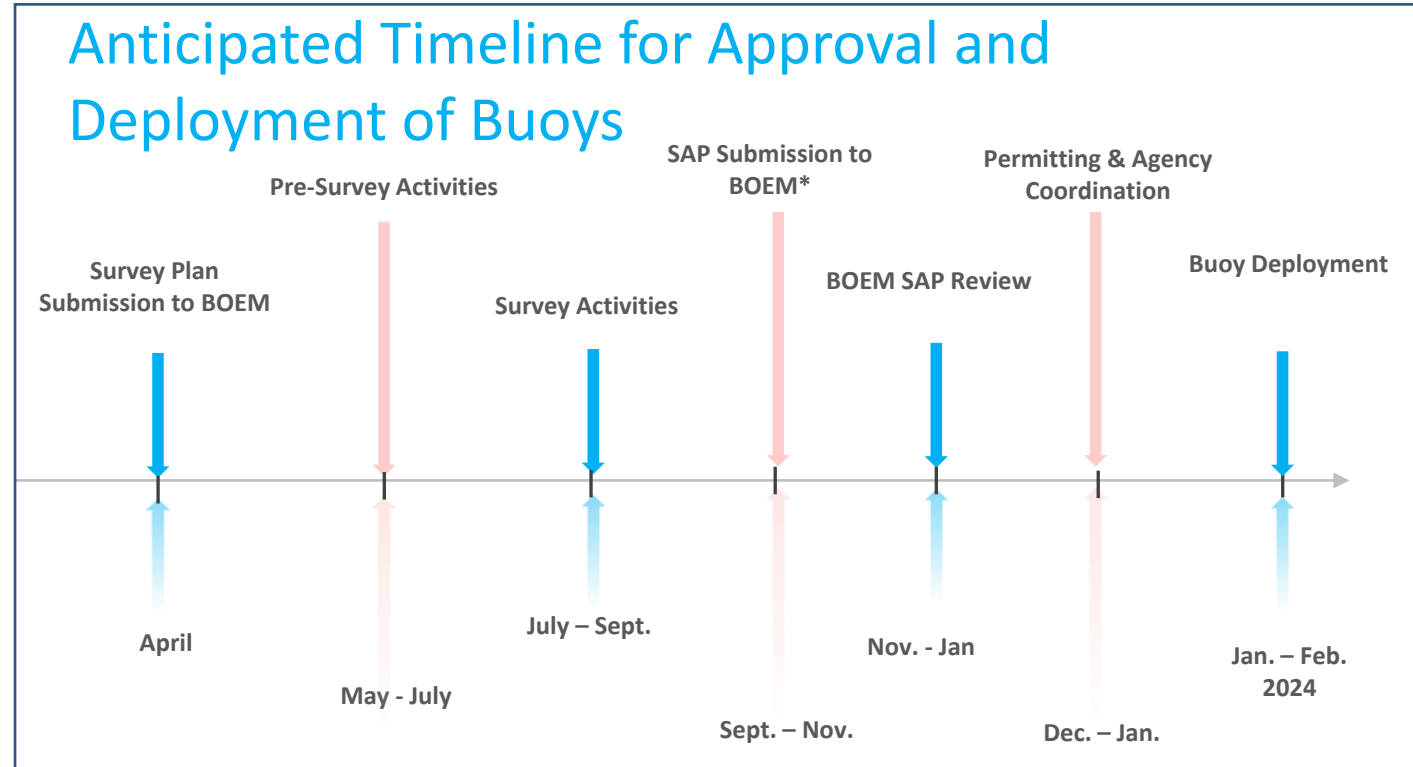 Anticipated Timeline for Approval and
Deployment of Buoys
Survey Plan
Submission to BOEM
Pre-Survey Activities
Survey Activities
SAP Submission to
BOEM*
BOEM SAP Review
Permitting & Agency
Coordination
Buoy Deployment
April
May - July
July – Sept.
Sept. – Nov.
Nov. - Jan
Dec. – Jan.
Jan. – Feb.
2024